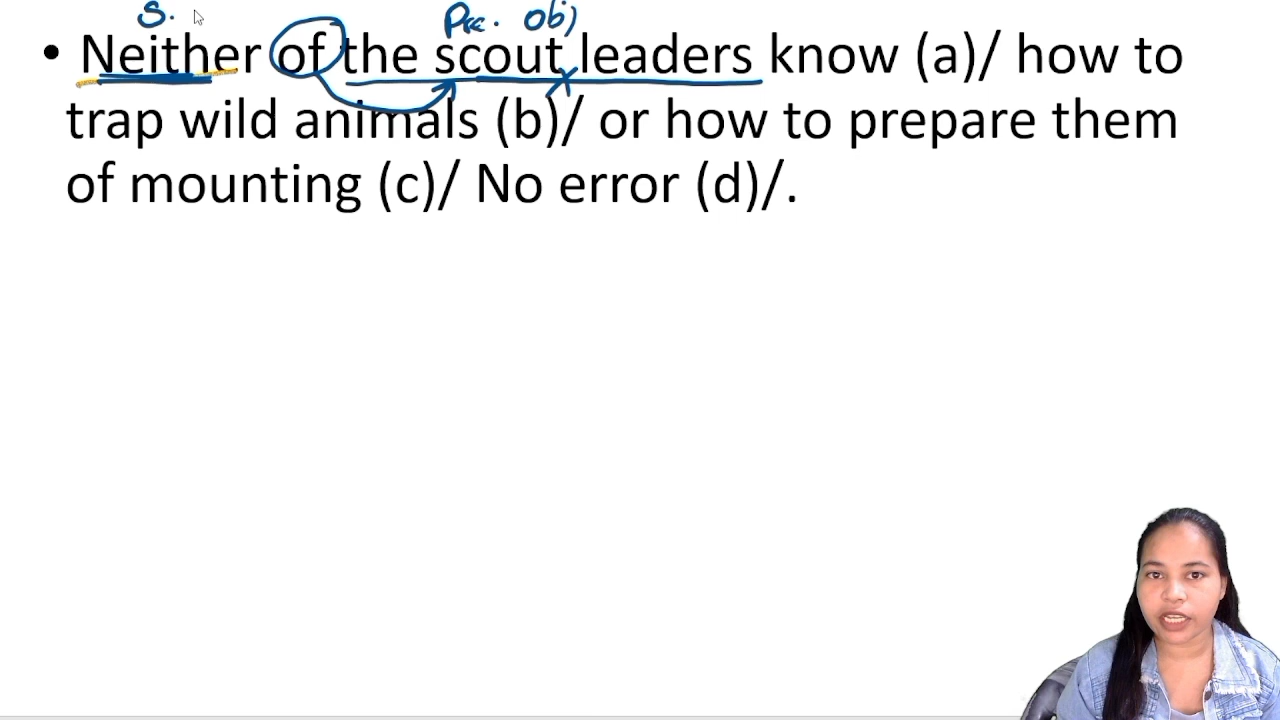 S. Pre. obj
• Neither of the scout leaders know (a)/ how to
trap wild animals (b)/ or how to prepare them
of mounting (c)/ No error (d)/.